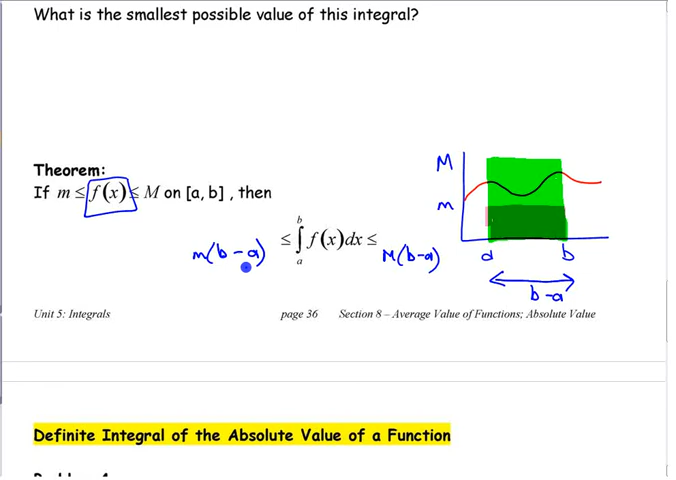 What is the smallest possible value of this integral?
Theorem:
If m ≤ f(x) ≤ M on [a, b] , then
m(b-a) ≤ ∫_a^b f(x)dx ≤ M(b-a)
M
m
a b
b-a
Unit 5: Integrals page 36 Section 8 – Average Value of Functions; Absolute Value
Definite Integral of the Absolute Value of a Function